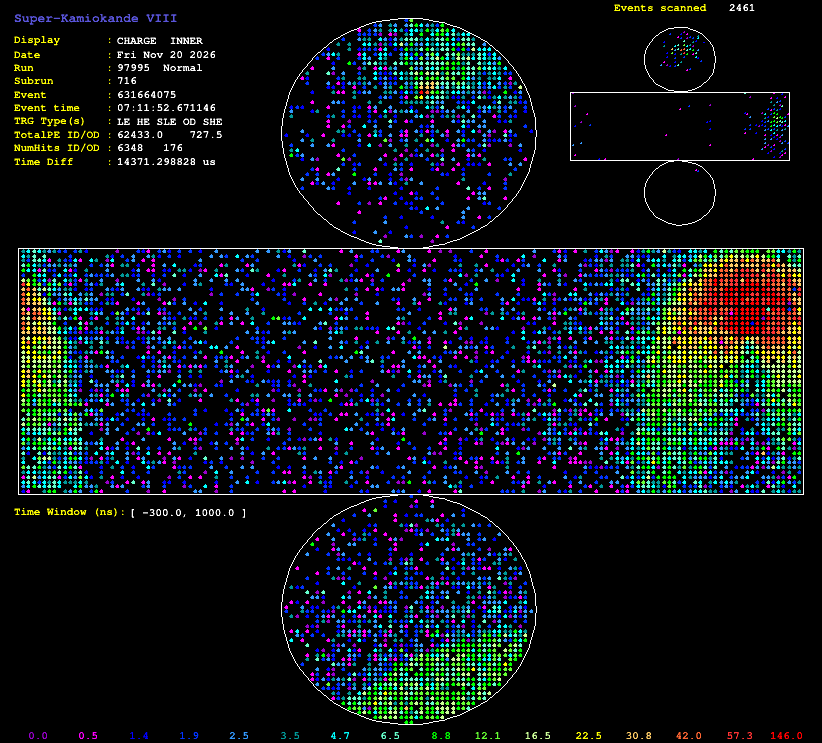 Super-Kamiokande VIII
Events scanned 2461
Display : CHARGE INNER
Date : Fri Nov 20 2026
Run : 97995 Normal
Subrun : 716
Event : 631664075
Event time : 07:11:52.671146
TRG Type(s) : LE HE SLE OD SHE
TotalPE ID/OD : 62433.0 727.5
NumHits ID/OD : 6348 176
Time Diff : 14371.298828 us
Time Window (ns): [ -300.0, 1000.0 ]
0.0 0.5 1.4 1.9 2.5 3.5 4.7 6.5 8.8 12.1 16.5 22.5 30.8 42.0 57.3 146.0